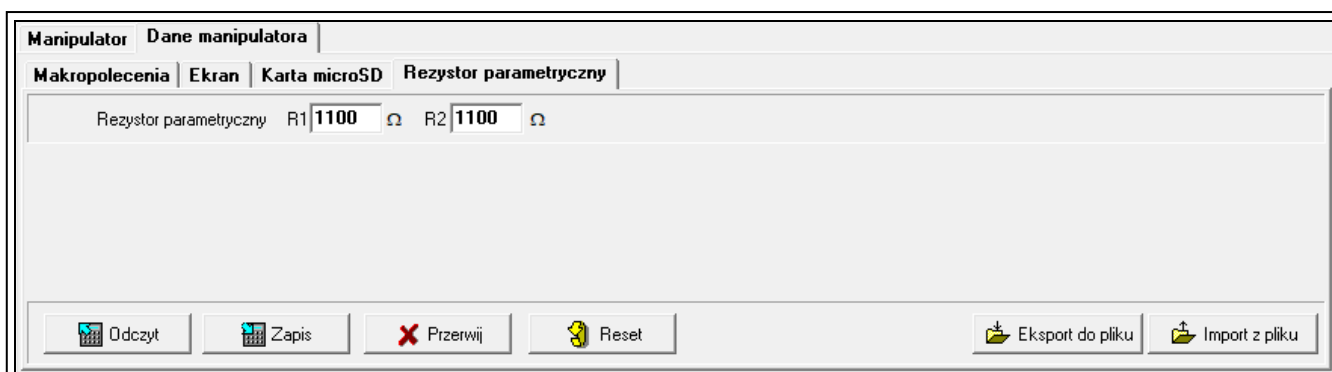 Manipulator Dane manipulatora
Makropolecenia Ekran Karta microSD Rezystor parametryczny
Rezystor parametryczny R1 1100 Ω R2 1100 Ω
Odczyt Zapis Przerwij Reset Eksport do pliku Import z pliku